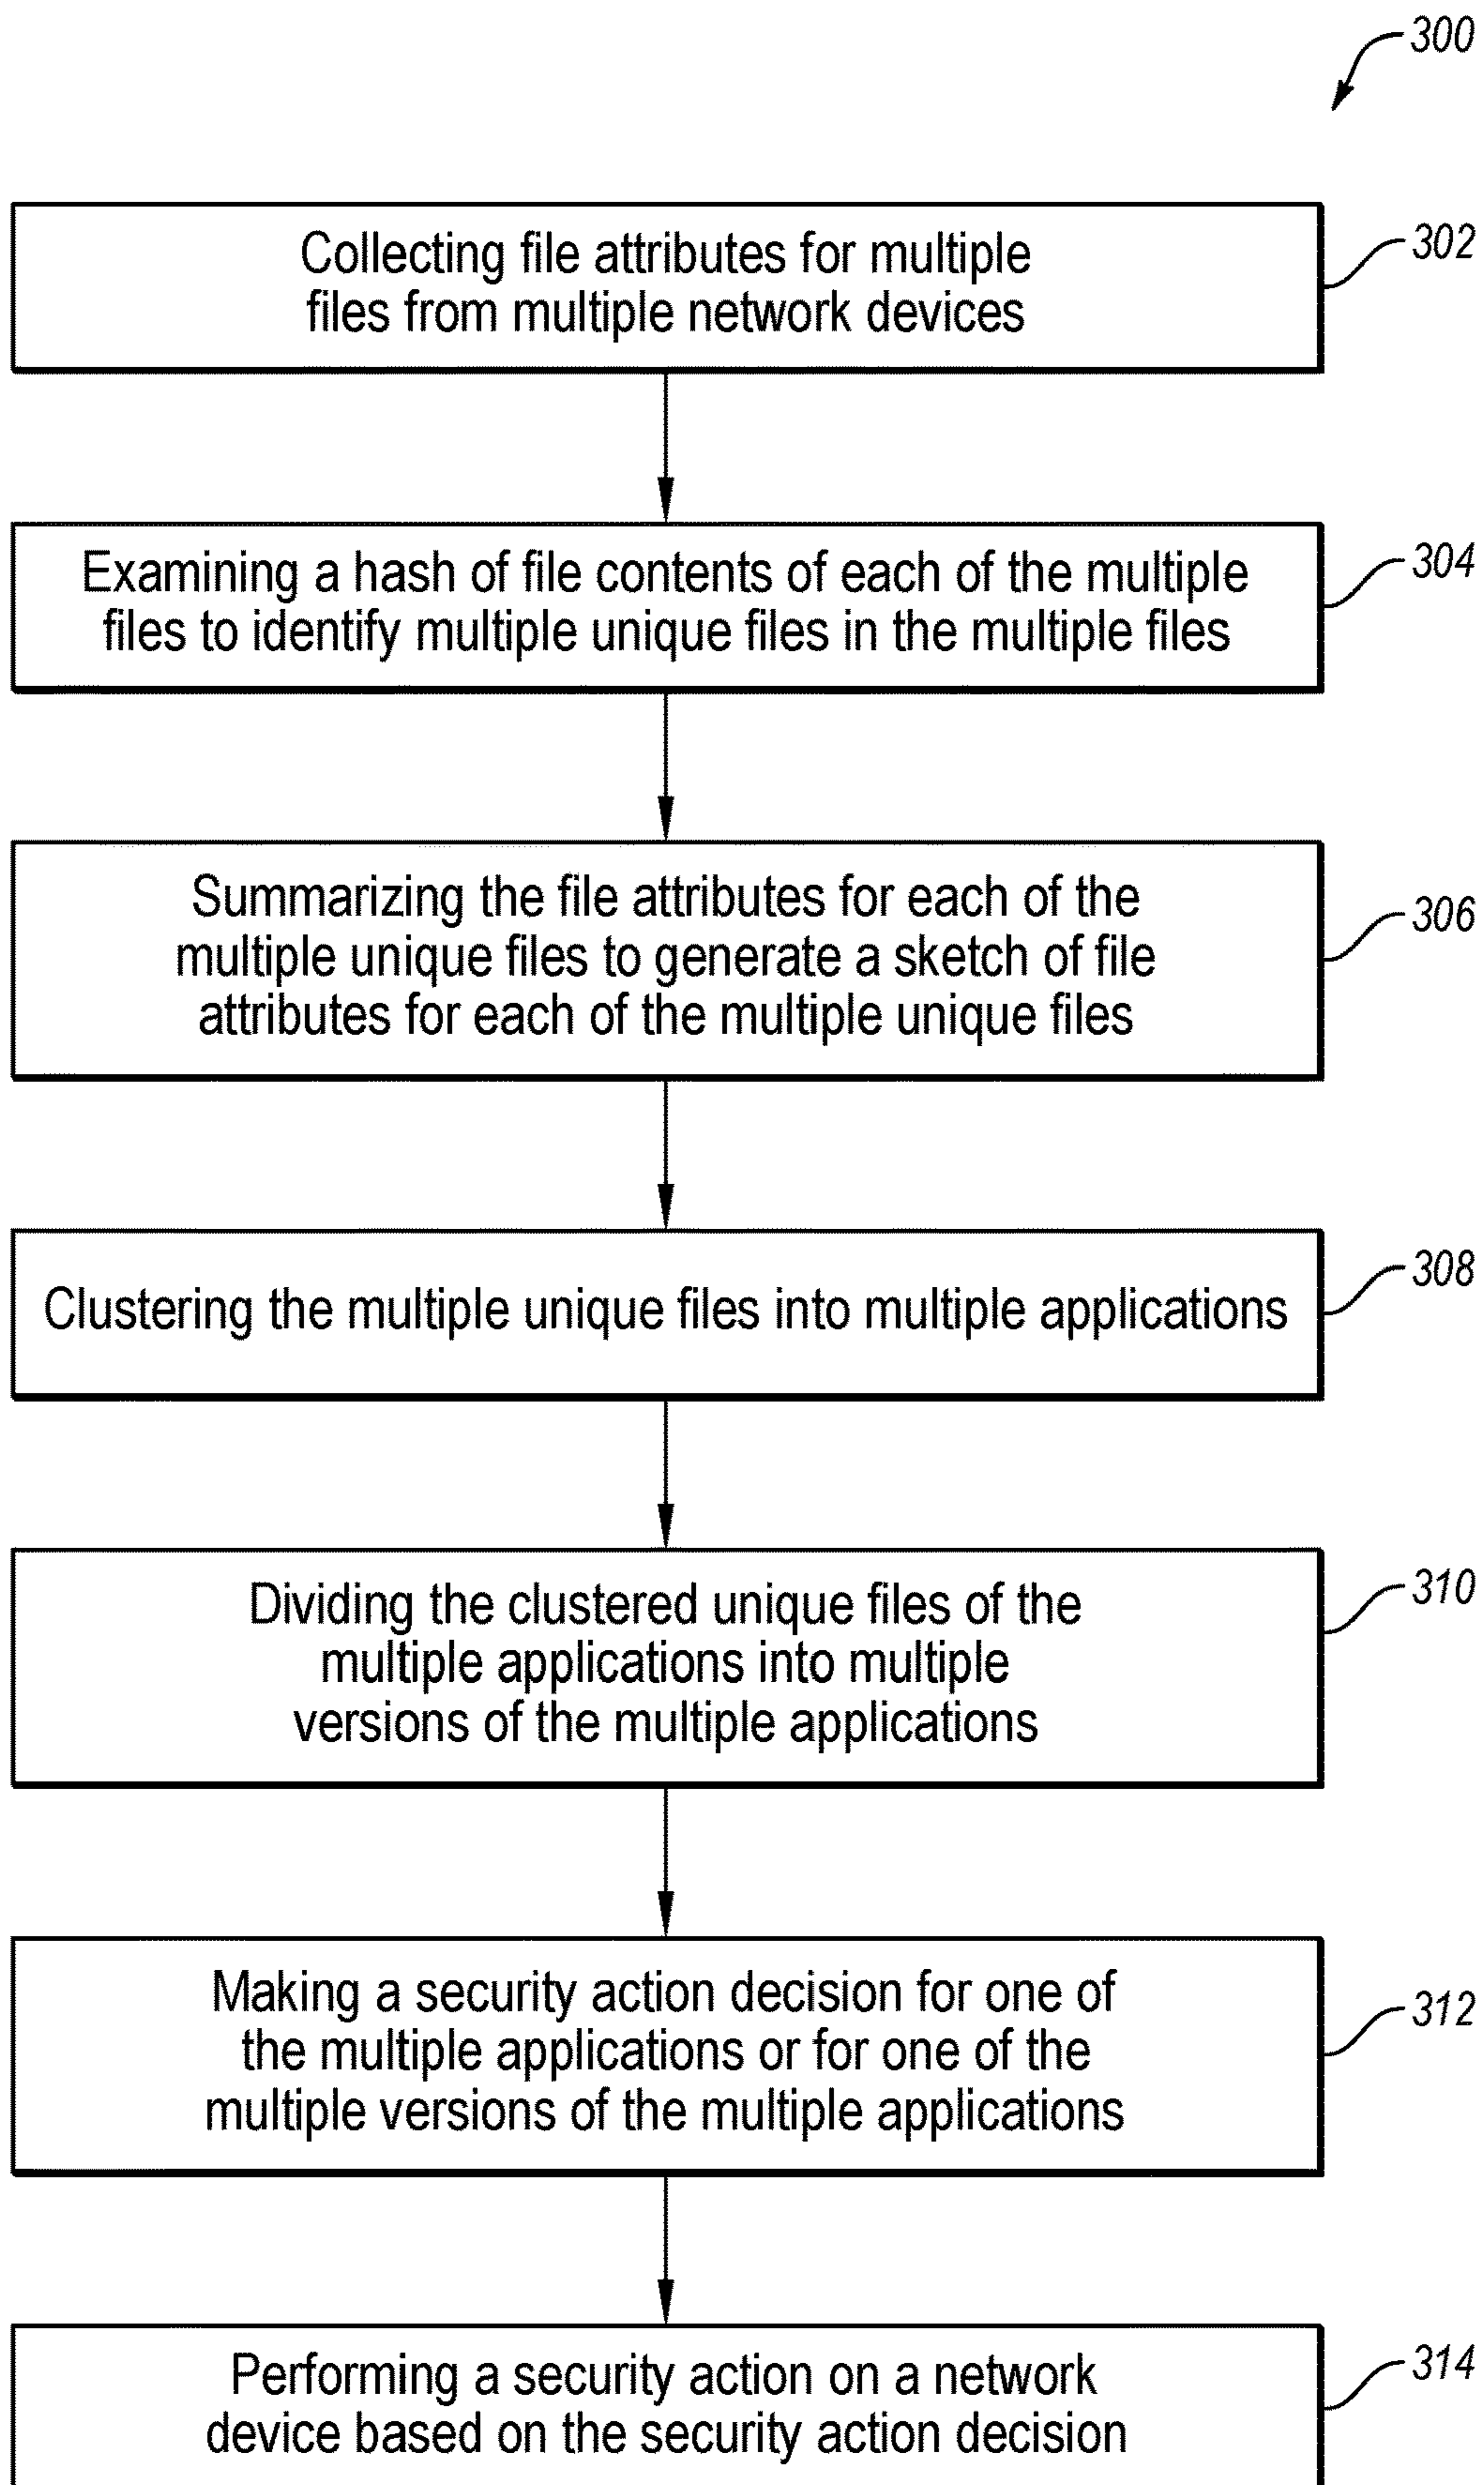 300
Collecting file attributes for multiple
files from multiple network devices
302
Examining a hash of file contents of each of the multiple
files to identify multiple unique files in the multiple files
304
Summarizing the file attributes for each of the
multiple unique files to generate a sketch of file
attributes for each of the multiple unique files
306
Clustering the multiple unique files into multiple applications
308
Dividing the clustered unique files of the
multiple applications into multiple
versions of the multiple applications
310
Making a security action decision for one of
the multiple applications or for one of the
multiple versions of the multiple applications
312
Performing a security action on a network
device based on the security action decision
314